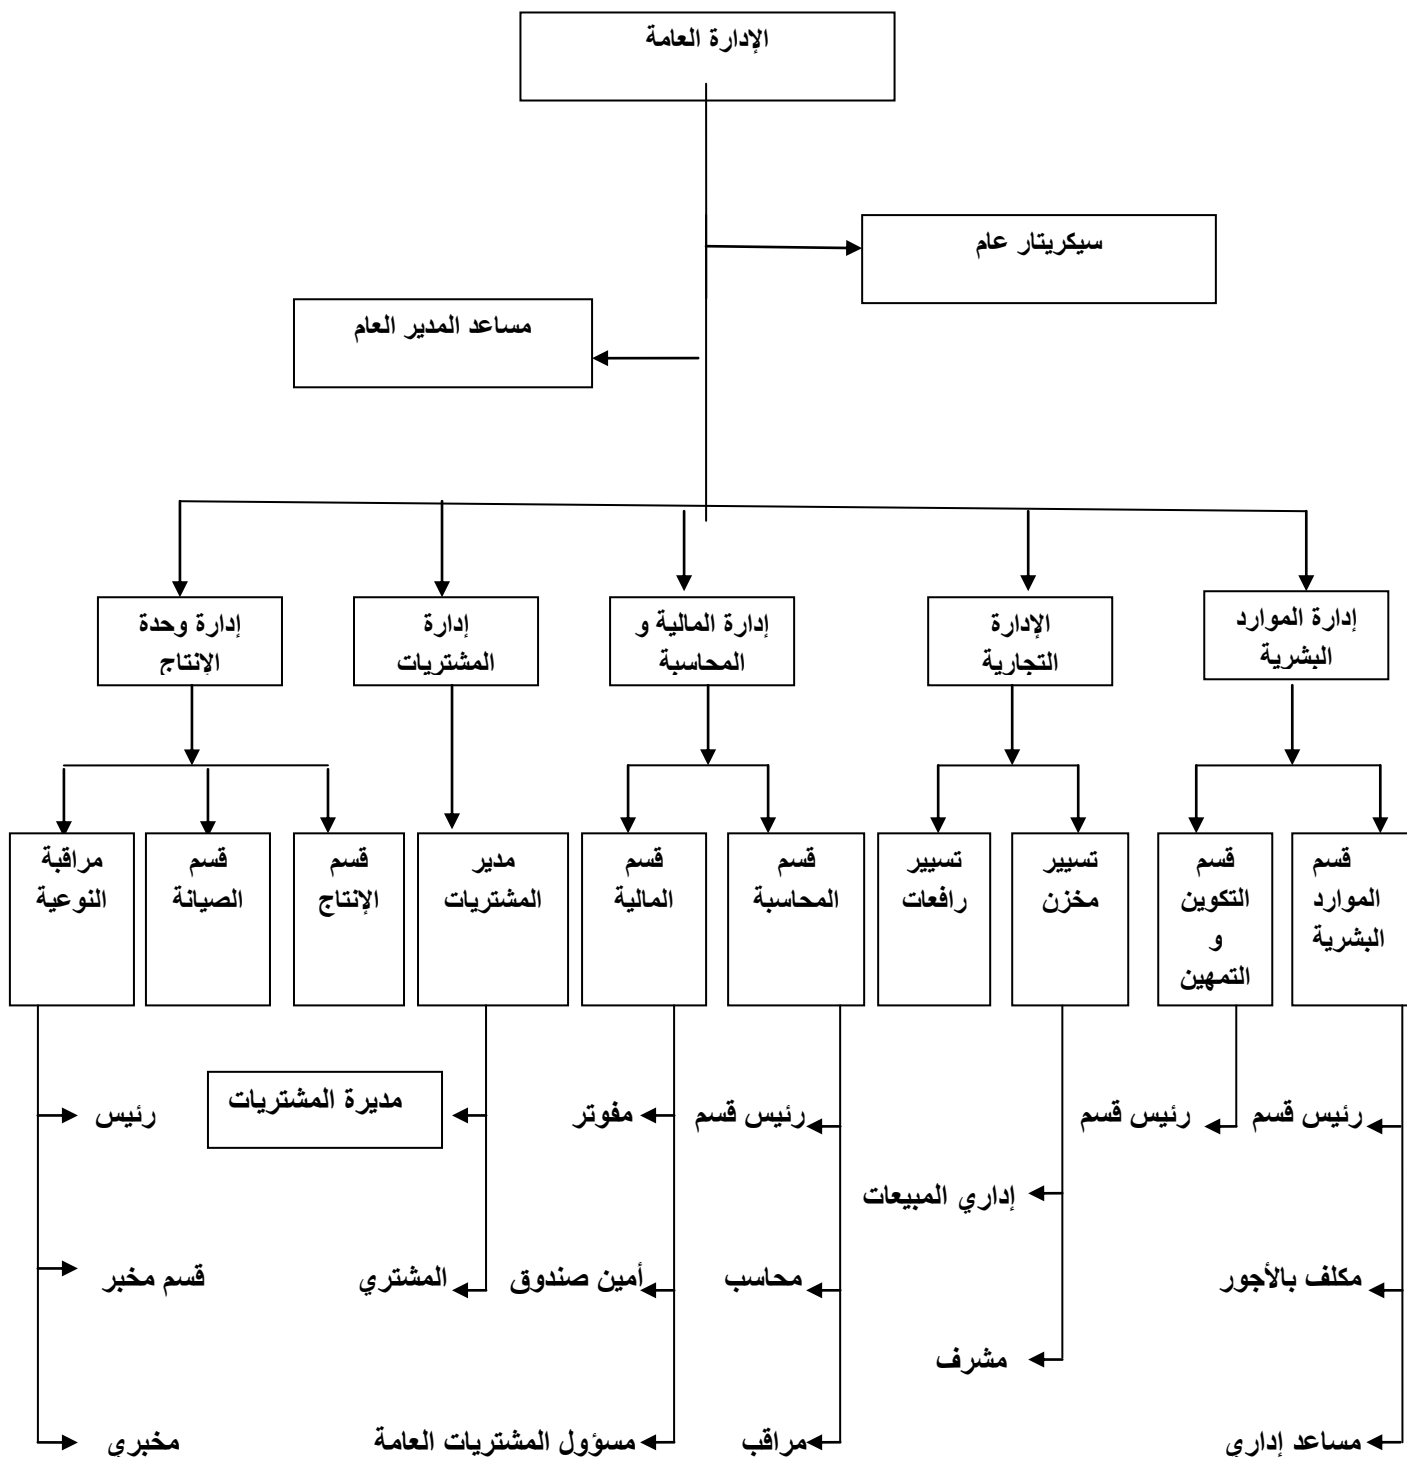 الإدارة العامة
سيكريتار عام
مساعد المدير العام
إدارة الموارد
البشرية
الإدارة
التجارية
إدارة المالية و
المحاسبة
إدارة
المشتريات
إدارة وحدة
الإنتاج
قسم
الموارد
البشرية
قسم
التكوين
و
التمهين
تسيير
مخزن
تسيير
رافعات
قسم
المحاسبة
قسم
المالية
مدير
المشتريات
قسم
الإنتاج
قسم
الصيانة
مراقبة
النوعية
رئيس قسم
رئيس قسم
رئيس قسم
مفوتر
مديرة المشتريات
رئيس
إداري المبيعات
مكلف بالأجور
محاسب
أمين صندوق
المشتري
قسم مخبر
مشرف
مساعد إداري
مراقب
مسؤول المشتريات العامة
مخبري